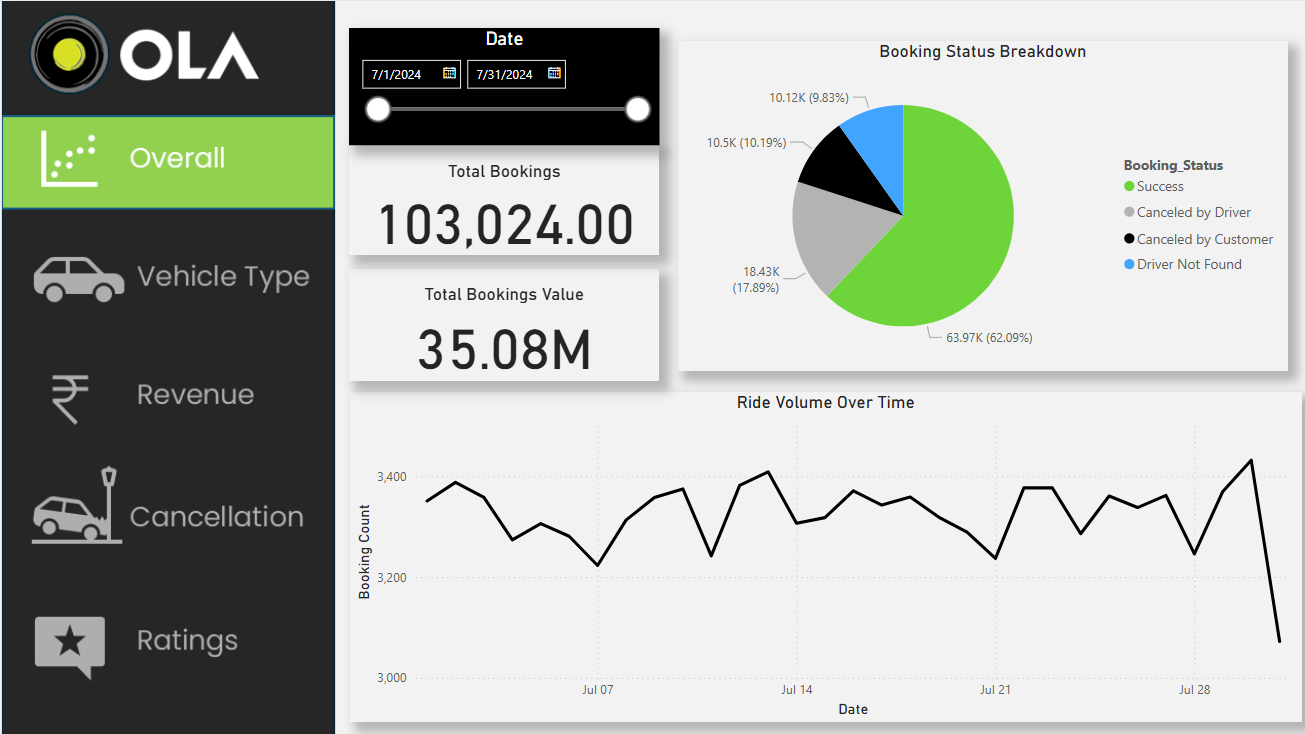 OLA
Overall
Vehicle Type
Revenue
Cancellation
Ratings
Date
7/1/2024
7/31/2024
Total Bookings
103,024.00
Total Bookings Value
35.08M
Booking Status Breakdown
10.12K (9.83%)
10.5K (10.19%)
18.43K
(17.89%)
63.97K (62.09%)
Booking_Status
Success
Canceled by Driver
Canceled by Customer
Driver Not Found
Ride Volume Over Time
Booking Count
3,400
3,200
3,000
Jul 07
Jul 14
Jul 21
Jul 28
Date